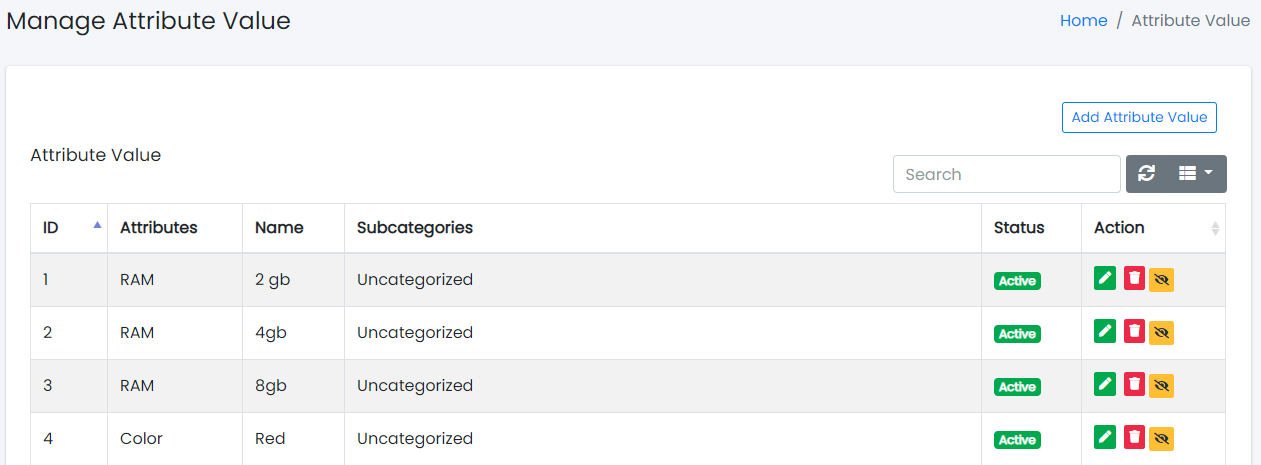 Manage Attribute Value
Home / Attribute Value
Add Attribute Value
Attribute Value
Search
ID Attributes Name Subcategories Status Action
1 RAM 2 gb Uncategorized Active
2 RAM 4gb Uncategorized Active
3 RAM 8gb Uncategorized Active
4 Color Red Uncategorized Active